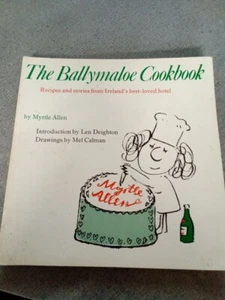 The Ballymaloe Cookbook
Recipes and stories from Ireland's best-loved hotel
by Myrtle Allen
Introduction by Len Deighton
Drawings by Mel Calman
Myrtle
Allen